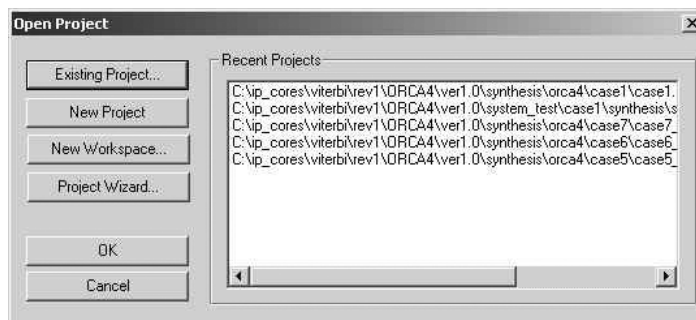 Open Project
Existing Project...
New Project
New Workspace...
Project Wizard...
OK
Cancel
Recent Projects
C:\ip_cores\viterbi\rev1\ORCA4\ver1.0\synthesis\orca4\case1\case1.
C:\ip_cores\viterbi\rev1\ORCA4\ver1.0\system_test\case1\synthesis\s
C:\ip_cores\viterbi\rev1\ORCA4\ver1.0\synthesis\orca4\case7\case7_
C:\ip_cores\viterbi\rev1\ORCA4\ver1.0\synthesis\orca4\case6\case6_
C:\ip_cores\viterbi\rev1\ORCA4\ver1.0\synthesis\orca4\case5\case5_